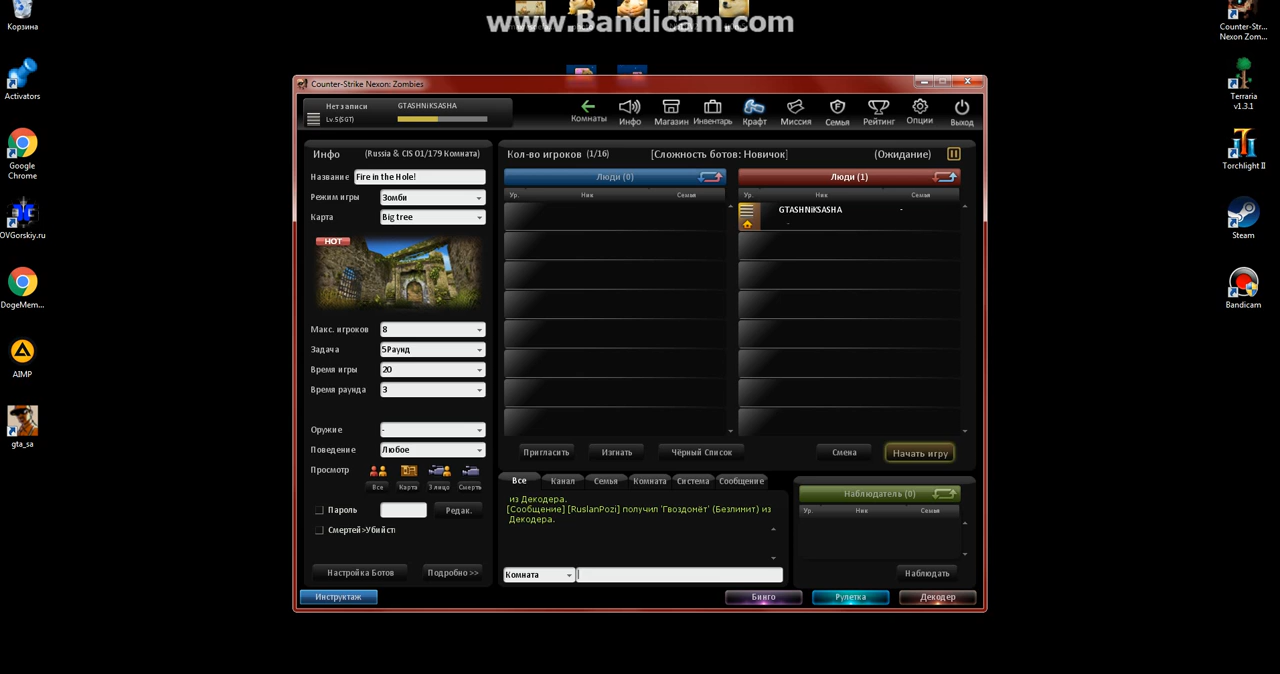 www.Bandicam.com
Корзина
Activators
Google
Chrome
OVGorskiy.ru
DogeMem...
AIMP
gta_sa
Counter-Str...
Nexon Zom...
Terraria
v1.3.1
Torchlight II
Steam
Bandicam
Counter-Strike Nexon: Zombies
Нет записи
GTASHNiKSASHA
Lv.5(SGT)
Комнаты
Инфо
Магазин
Инвентарь
Крафт
Миссия
Семья
Рейтинг
Опции
Выход
Инфо
(Russia & CIS 01/179 Комната)
Название
Fire in the Hole!
Режим игры
Зомби
Карта
Big tree
HOT
Макс. игроков
8
Задача
5Раунд
Время игры
20
Время раунда
3
Оружие
-
Поведение
Любое
Просмотр
Все
Карта
3 лицо
Смерть
Пароль
Редак.
Смертей>Убийств
Настройка Ботов
Подробно >>
Инструктаж
Кол-во игроков (1/16)
[Сложность ботов: Новичок]
(Ожидание)
Люди (0)
Ур.
Ник
Семья
Люди (1)
Ур.
Ник
Семья
GTASHNiKSASHA
-
-
Пригласить
Изгнать
Чёрный Список
Смена
Начать игру
Все
Канал
Семья
Комната
Система
Сообщение
из Декодера.
[Сообщение] [RuslanPozi] получил 'Гвоздомёт' (Безлимит) из
Декодера.
Комната
Наблюдатель (0)
Ур.
Ник
Семья
Наблюдать
Бинго
Рулетка
Декодер